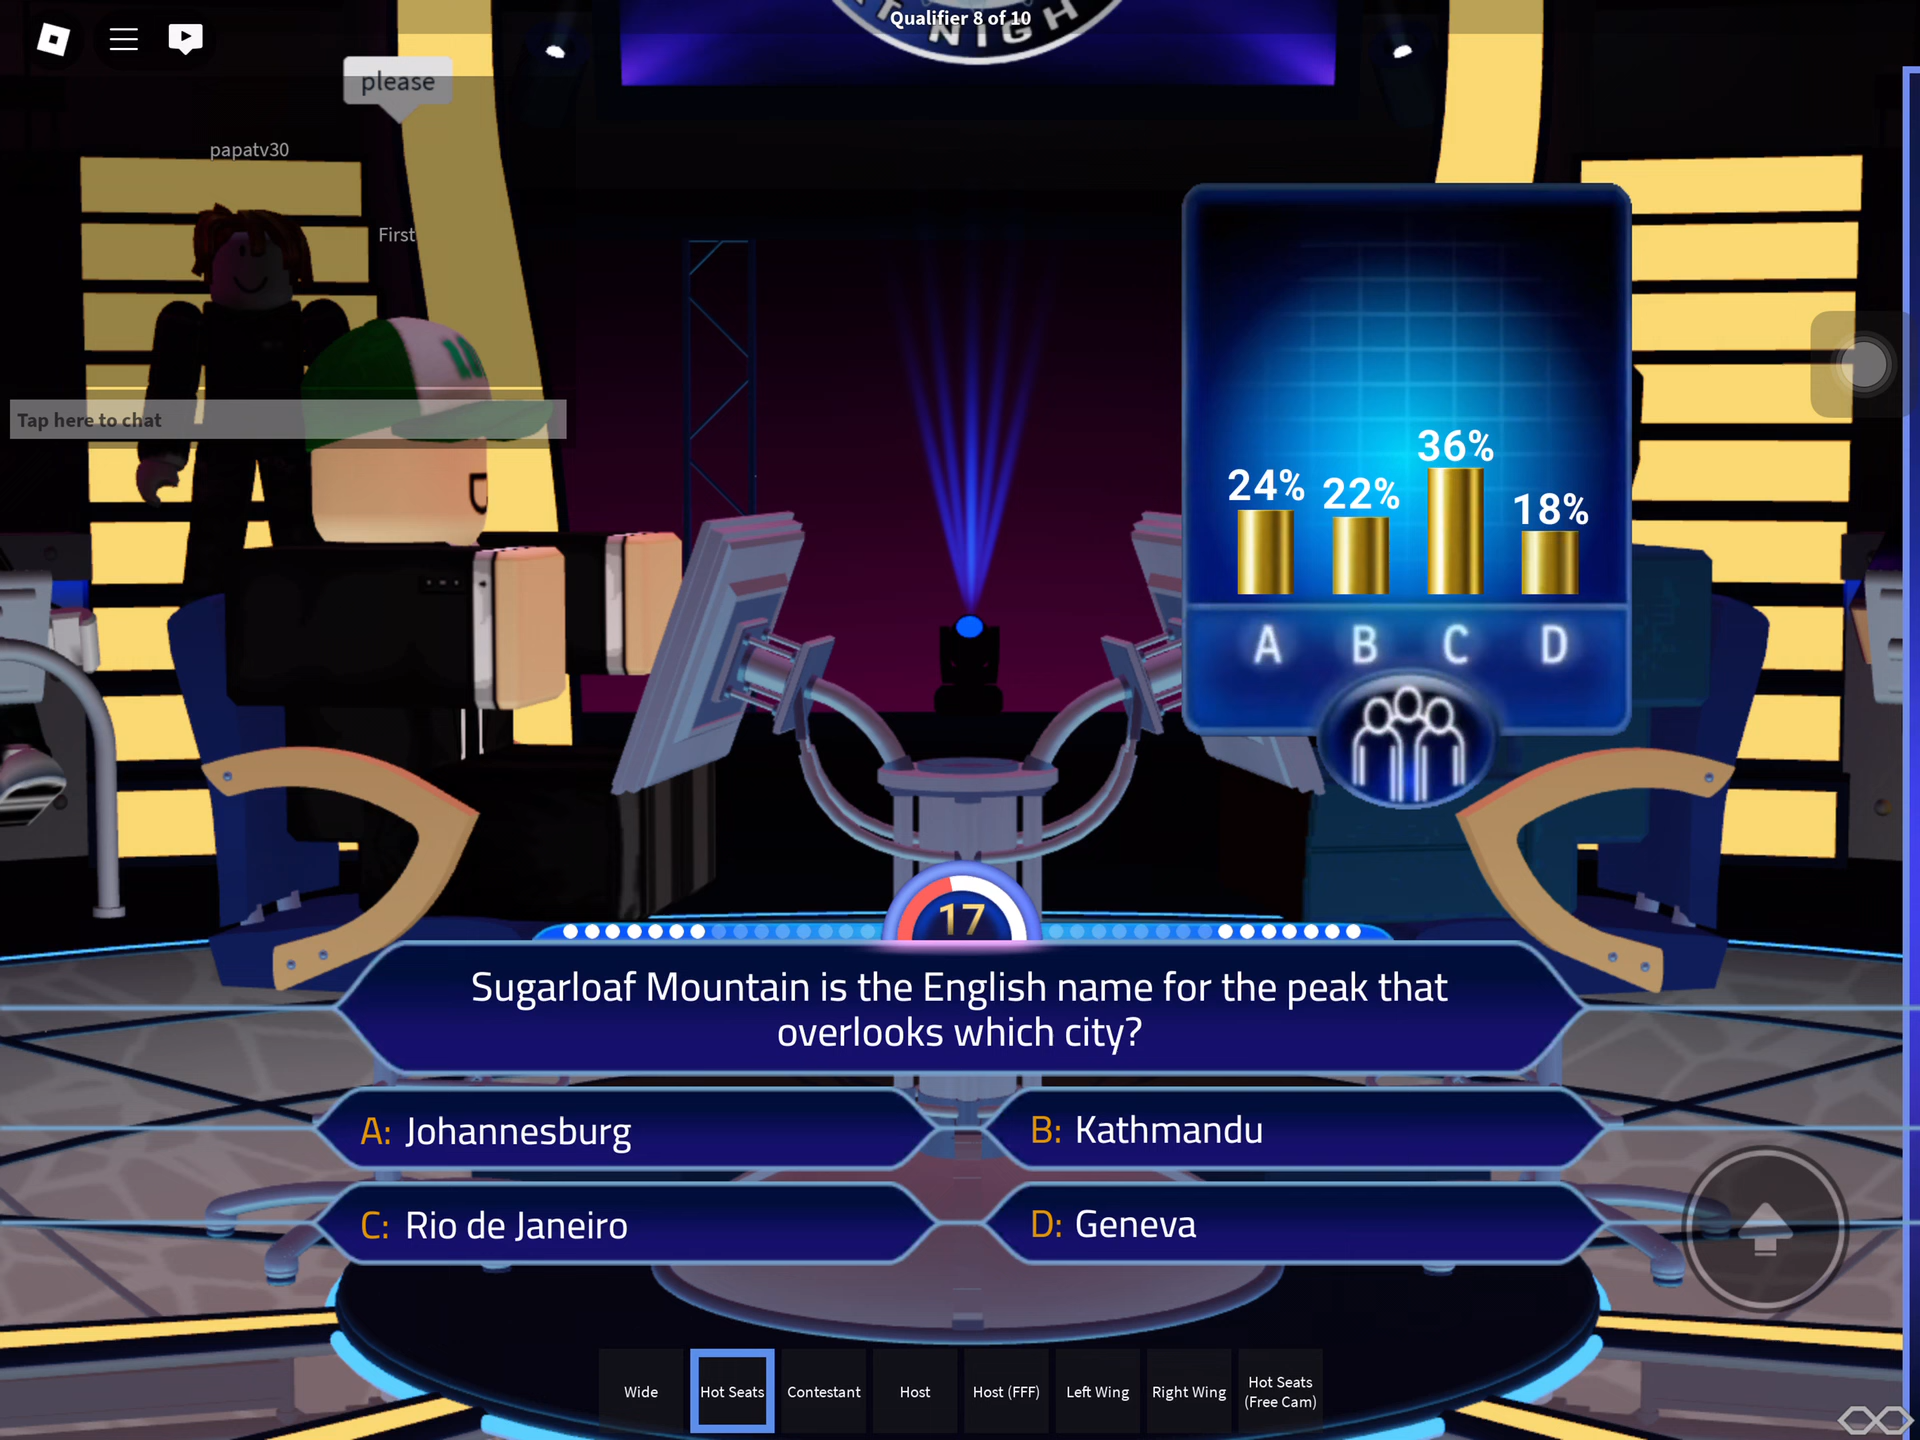 Qualifier 8 of 10
NIGH
please
papatv30
First
Tap here to chat
24%
22%
36%
18%
A
B
C
D
17
Sugarloaf Mountain is the English name for the peak that
overlooks which city?
A: Johannesburg
B: Kathmandu
C: Rio de Janeiro
D: Geneva
Wide
Hot Seats
Contestant
Host
Host (FFF)
Left Wing
Right Wing
Hot Seats
(Free Cam)